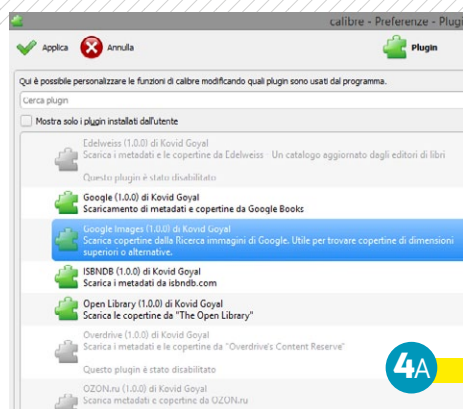 calibre - Preferenze - Plugi
Applica
Annulla
Plugin
Qui è possibile personalizzare le funzioni di calibre modificando quali plugin sono usati dal programma.
Cerca plugin
Mostra solo i plugin installati dall'utente
Edelweiss (1.0.0) di Kovid Goyal
Scarica i metadati e le copertine da Edelweiss - Un catalogo aggiornato dagli editori di libri
Questo plugin è stato disabilitato
Google (1.0.0) di Kovid Goyal
Scaricamento di metadati e copertine da Google Books
Google Images (1.0.0) di Kovid Goyal
Scarica copertine dalla Ricerca immagini di Google. Utile per trovare copertine di dimensioni
superiori o alternative.
ISBNDB (1.0.0) di Kovid Goyal
Scarica i metadati da isbndb.com
Open Library (1.0.0) di Kovid Goyal
Scarica le copertine da "The Open Library"
Overdrive (1.0.0) di Kovid Goyal
Scarica i metadati e le copertine da "Overdrive's Content Reserve"
Questo plugin è stato disabilitato
4A
OZON.ru (1.0.0) di Kovid Goyal
Scarica metadati e copertine da OZON.ru